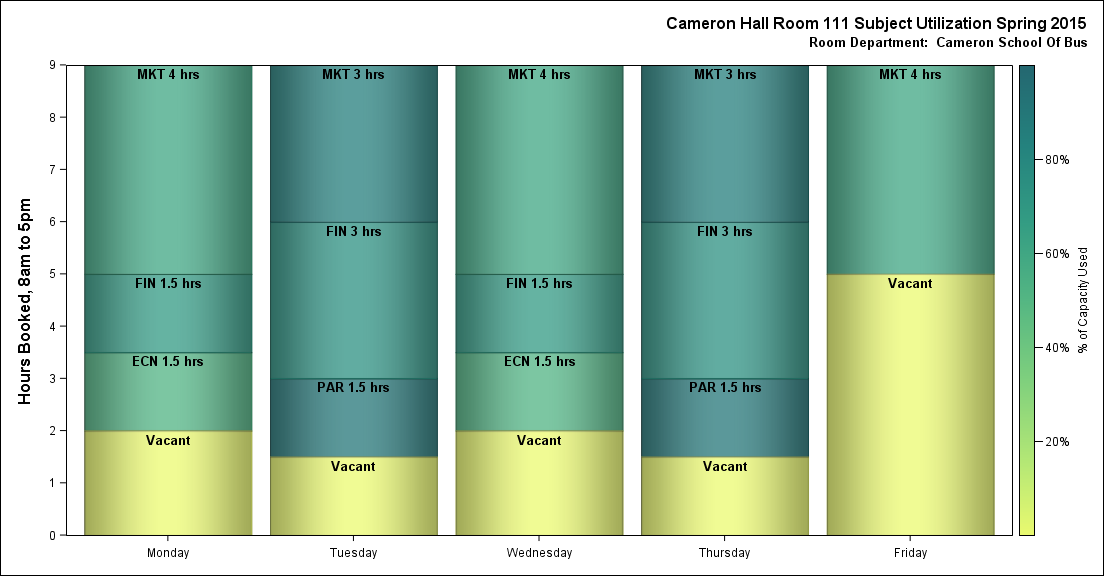 Cameron Hall Room 111 Subject Utilization Spring 2015
Room Department:  Cameron School Of Bus
Hours Booked, 8am to 5pm
9
8
7
6
5
4
3
2
1
0
MKT 4 hrs
FIN 1.5 hrs
ECN 1.5 hrs
Vacant
MKT 3 hrs
FIN 3 hrs
PAR 1.5 hrs
Vacant
MKT 4 hrs
FIN 1.5 hrs
ECN 1.5 hrs
Vacant
MKT 3 hrs
FIN 3 hrs
PAR 1.5 hrs
Vacant
MKT 4 hrs
Vacant
Monday
Tuesday
Wednesday
Thursday
Friday
80%
60%
40%
20%
% of Capacity Used